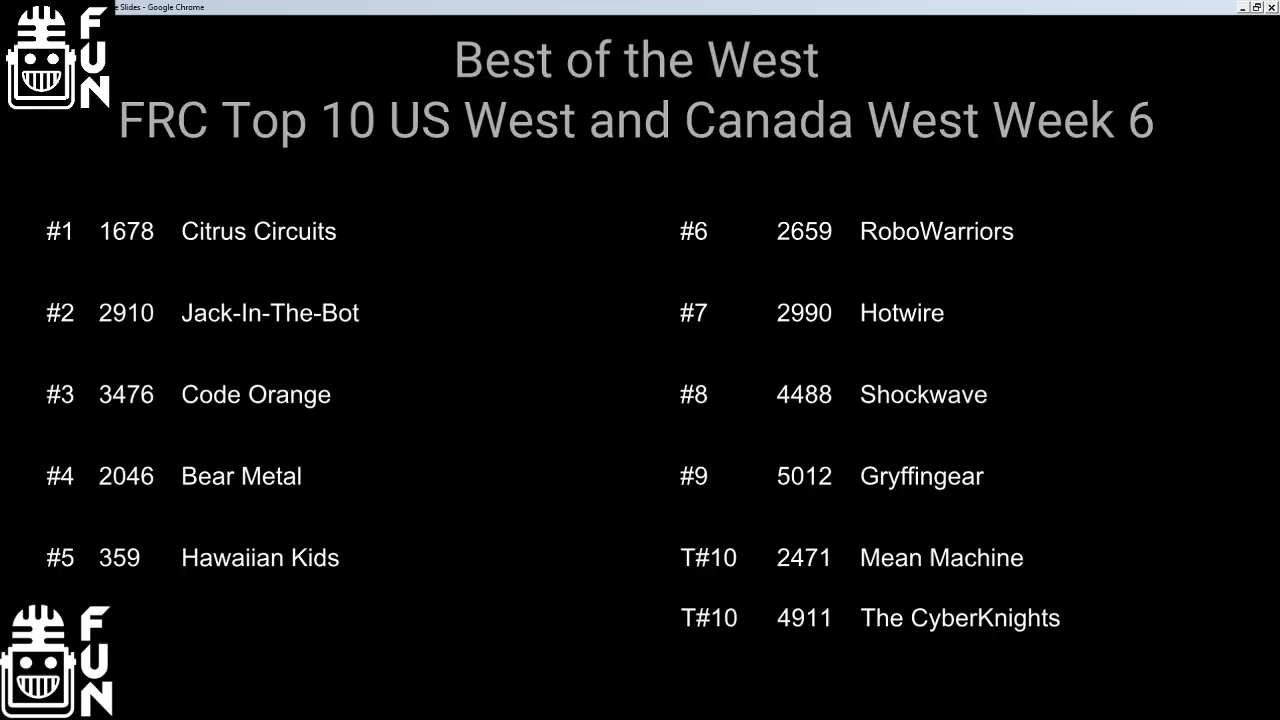 e Slides - Google Chrome
FUN
Best of the West
FRC Top 10 US West and Canada West Week 6
#1 1678 Citrus Circuits
#2 2910 Jack-In-The-Bot
#3 3476 Code Orange
#4 2046 Bear Metal
#5 359 Hawaiian Kids
#6 2659 RoboWarriors
#7 2990 Hotwire
#8 4488 Shockwave
#9 5012 Gryffingear
T#10 2471 Mean Machine
T#10 4911 The CyberKnights
FUN